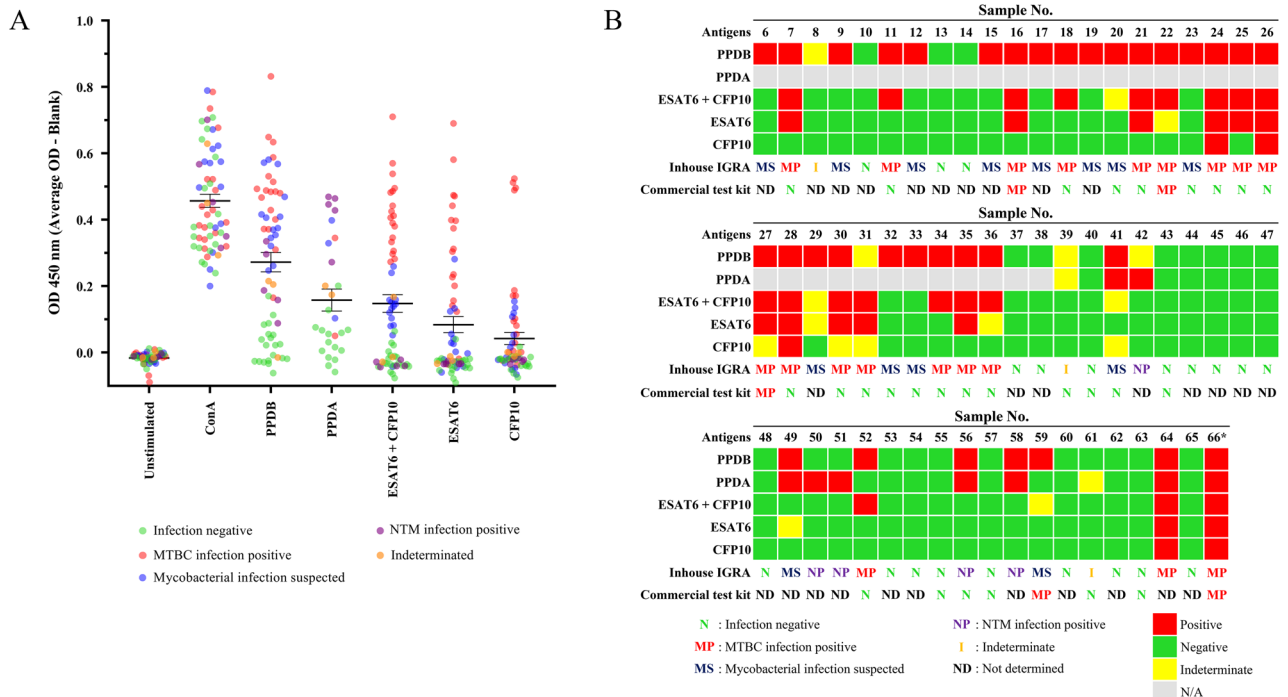 A
OD 450 nm (Average OD - Blank)
1.0
0.8
0.6
0.4
0.2
0.0
Unstimulated
ConA
PPDB
PPDA
ESAT6 + CFP10
ESAT6
CFP10
Infection negative
MTBC infection positive
Mycobacterial infection suspected
NTM infection positive
Indeterminated
B
Sample No.
Antigens 6 7 8 9 10 11 12 13 14 15 16 17 18 19 20 21 22 23 24 25 26
PPDB
PPDA
ESAT6 + CFP10
ESAT6
CFP10
Inhouse IGRA MS MP I MS N MP MS N N MS MP MS MP MS MS MP MP MS MP MP MP
Commercial test kit ND N ND ND N ND ND ND ND ND MP ND N ND N N MP N N N N
Sample No.
27 28 29 30 31 32 33 34 35 36 37 38 39 40 41 42 43 44 45 46 47
PPDB
PPDA
ESAT6 + CFP10
ESAT6
CFP10
Inhouse IGRA MP MP MS MP MP MS MS MP MP MP N N I N MS NP N N N N N
Commercial test kit MP N ND N N N N N N N ND ND N N N ND N ND ND ND ND
Sample No.
Antigens 48 49 50 51 52 53 54 55 56 57 58 59 60 61 62 63 64 65 66*
PPDB
PPDA
ESAT6 + CFP10
ESAT6
CFP10
Inhouse IGRA N MS NP NP MP N N N NP N NP MS N I N N MP N MP
Commercial test kit ND ND ND ND N ND ND N N N ND MP ND N ND N ND ND MP
N : Infection negative
MP : MTBC infection positive
MS : Mycobacterial infection suspected
NP : NTM infection positive
I : Indeterminate
ND : Not determined
Positive
Negative
Indeterminate
N/A